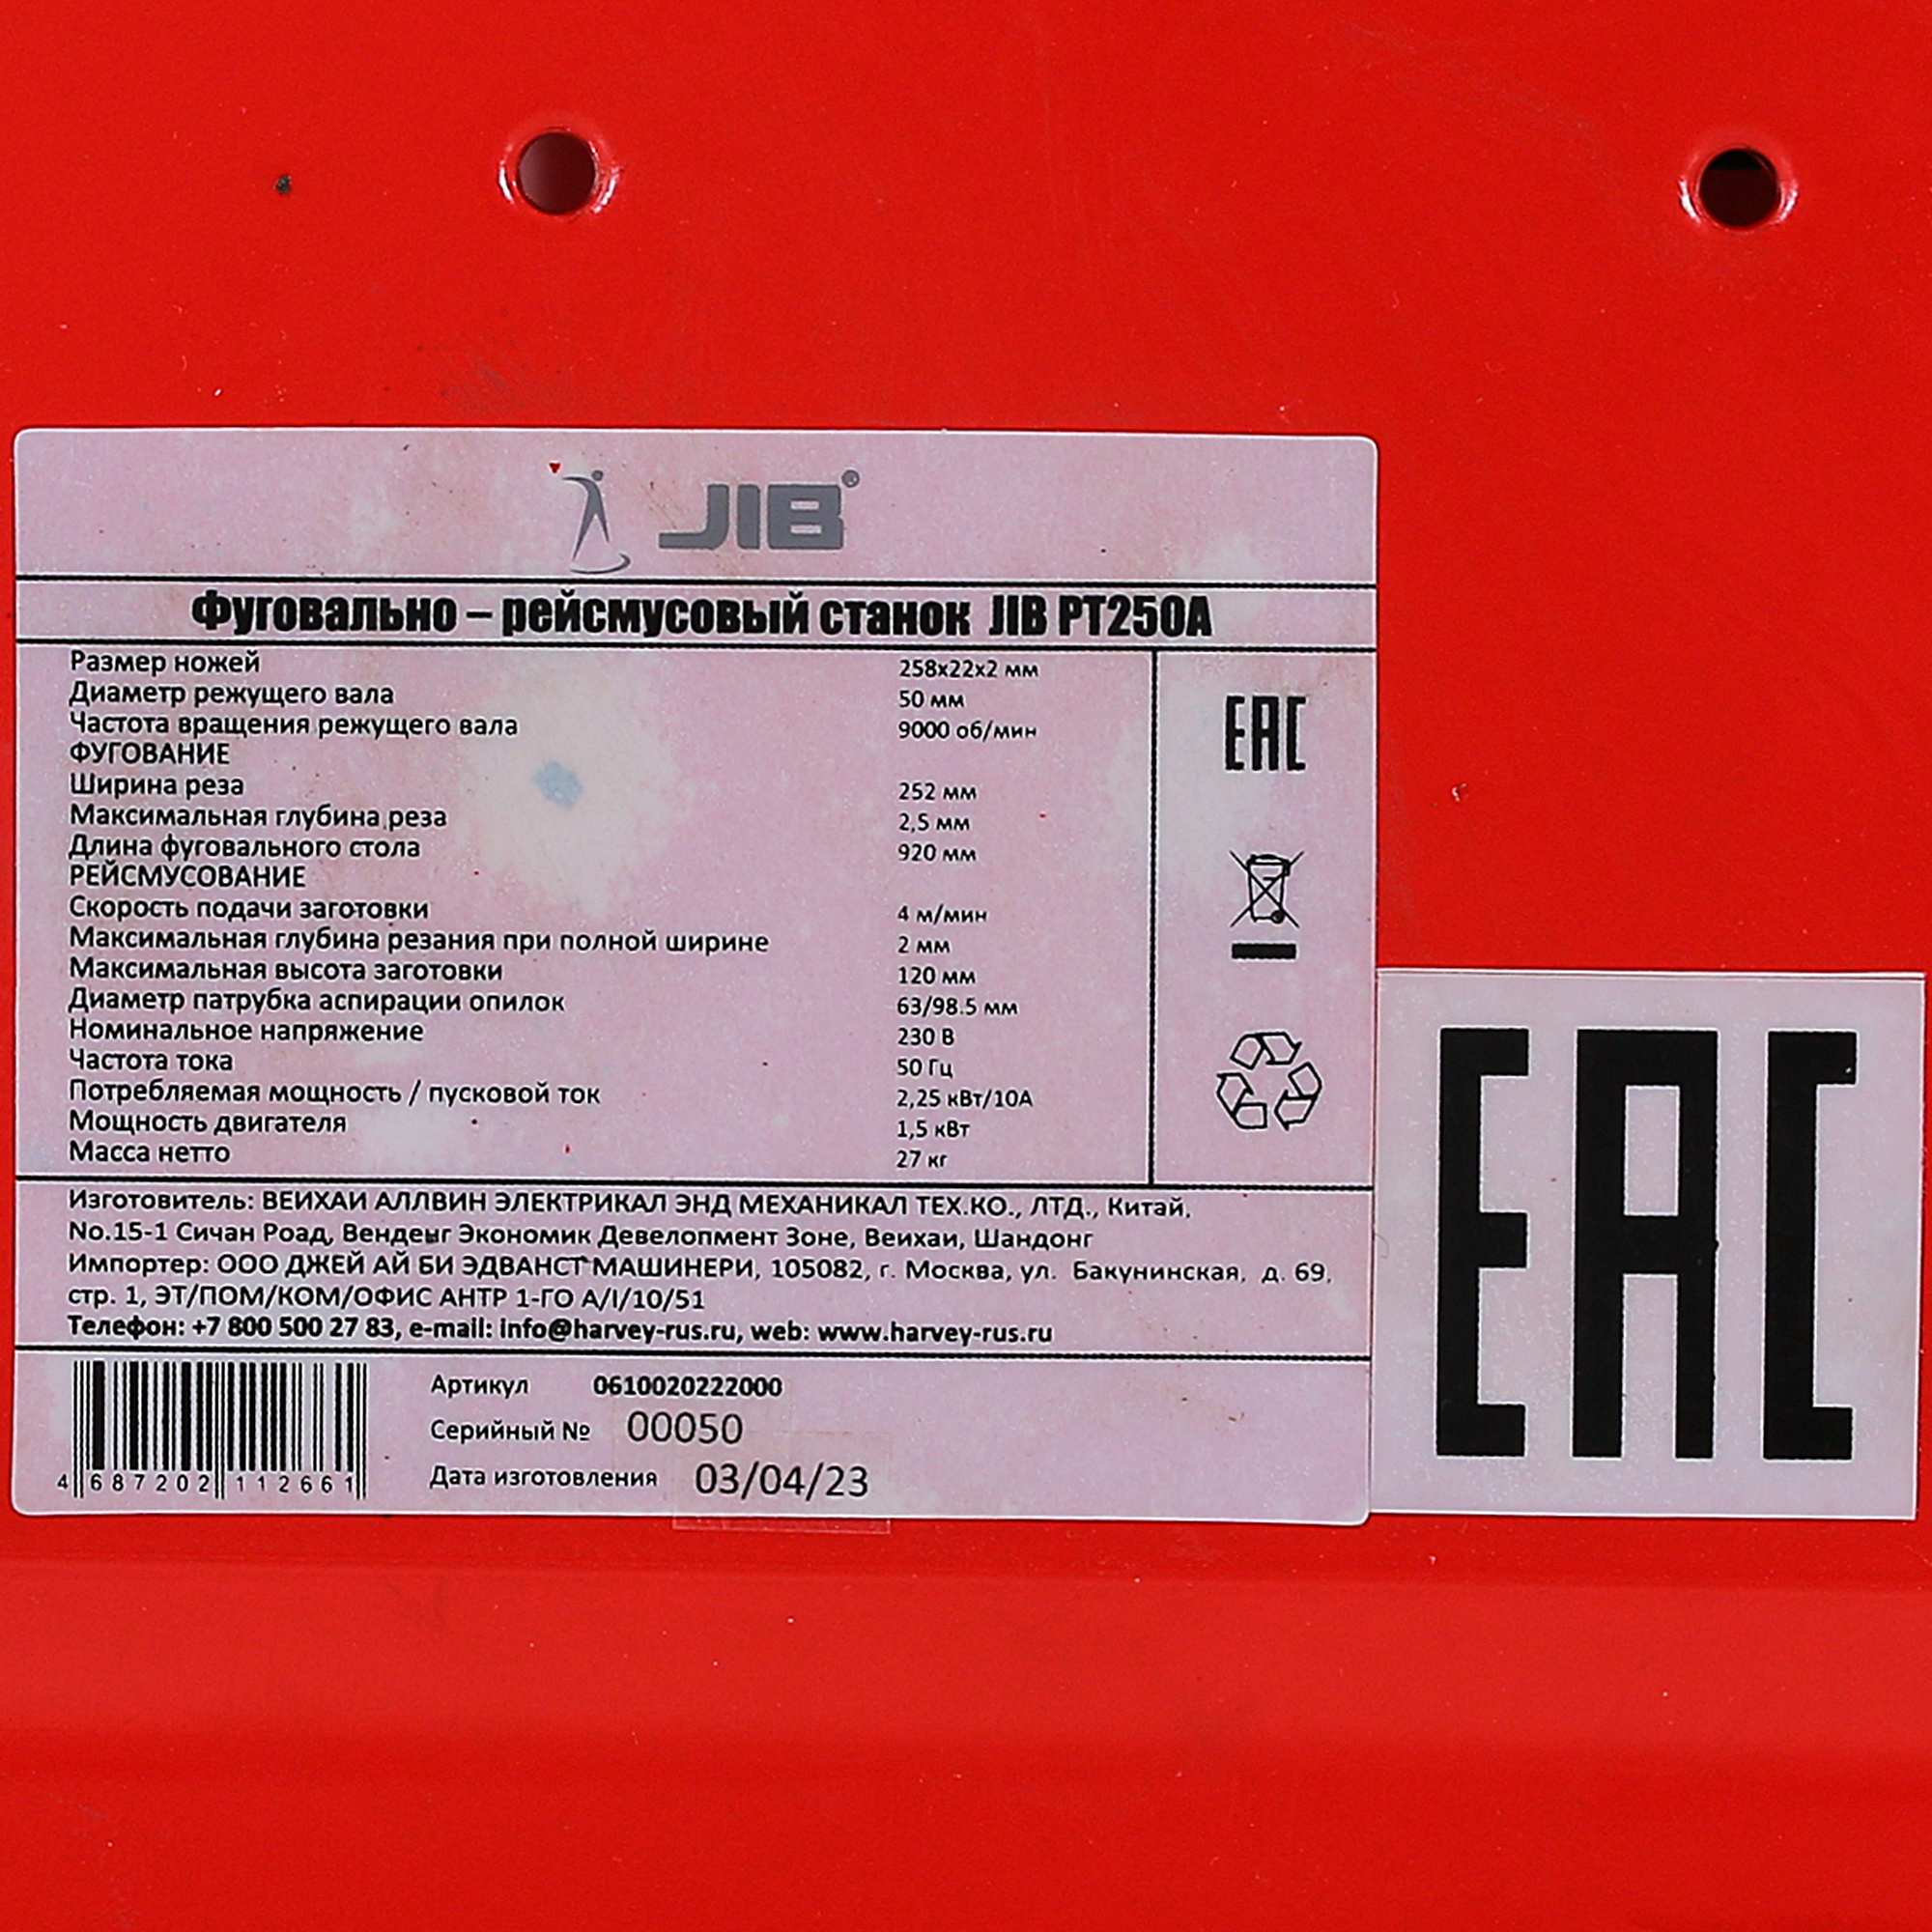 JIB®
Фуговально – рейсмусовый станок JIB PT250A
Размер ножей 258x22x2 мм
Диаметр режущего вала 50 мм
Частота вращения режущего вала 9000 об/мин
ФУГОВАНИЕ
Ширина реза 252 мм
Максимальная глубина реза 2,5 мм
Длина фуговального стола 920 мм
РЕЙСМУСОВАНИЕ
Скорость подачи заготовки 4 м/мин
Максимальная глубина резания при полной ширине 2 мм
Максимальная высота заготовки 120 мм
Диаметр патрубка аспирации опилок 63/98.5 мм
Номинальное напряжение 230 В
Частота тока 50 Гц
Потребляемая мощность / пусковой ток 2,25 кВт/10А
Мощность двигателя 1,5 кВт
Масса нетто 27 кг
EAC
Изготовитель: ВЕИХАИ АЛЛВИН ЭЛЕКТРИКАЛ ЭНД МЕХАНИКАЛ ТЕХ.КО., ЛТД., Китай,
No.15-1 Сичан Роад, Венденг Экономик Девелопмент Зоне, Веихаи, Шандонг
Импортер: ООО ДЖЕЙ АЙ БИ ЭДВАНСТ МАШИНЕРИ, 105082, г. Москва, ул. Бакунинская, д. 69,
стр. 1, ЭТ/ПОМ/КОМ/ОФИС АНТР 1-ГО А/I/10/51
Телефон: +7 800 500 27 83, e-mail: info@harvey-rus.ru, web: www.harvey-rus.ru
Артикул 0610020222000
Серийный № 00050
Дата изготовления 03/04/23
4 687202 112661
EAC